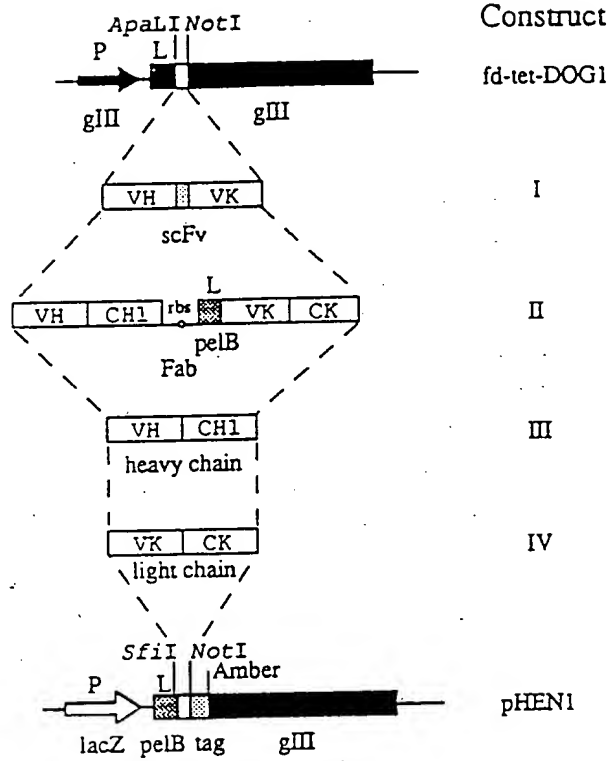 Construct
ApaLI NotI
P L
fd-tet-DOG1
gIII gIII
VH VK
I
scFv
L
rbs
VH CH1 VK CK
II
pelB
Fab
VH CH1
III
heavy chain
VK CK
IV
light chain
SfiI NotI
Amber
P L
pHEN1
lacZ pelB tag gIII